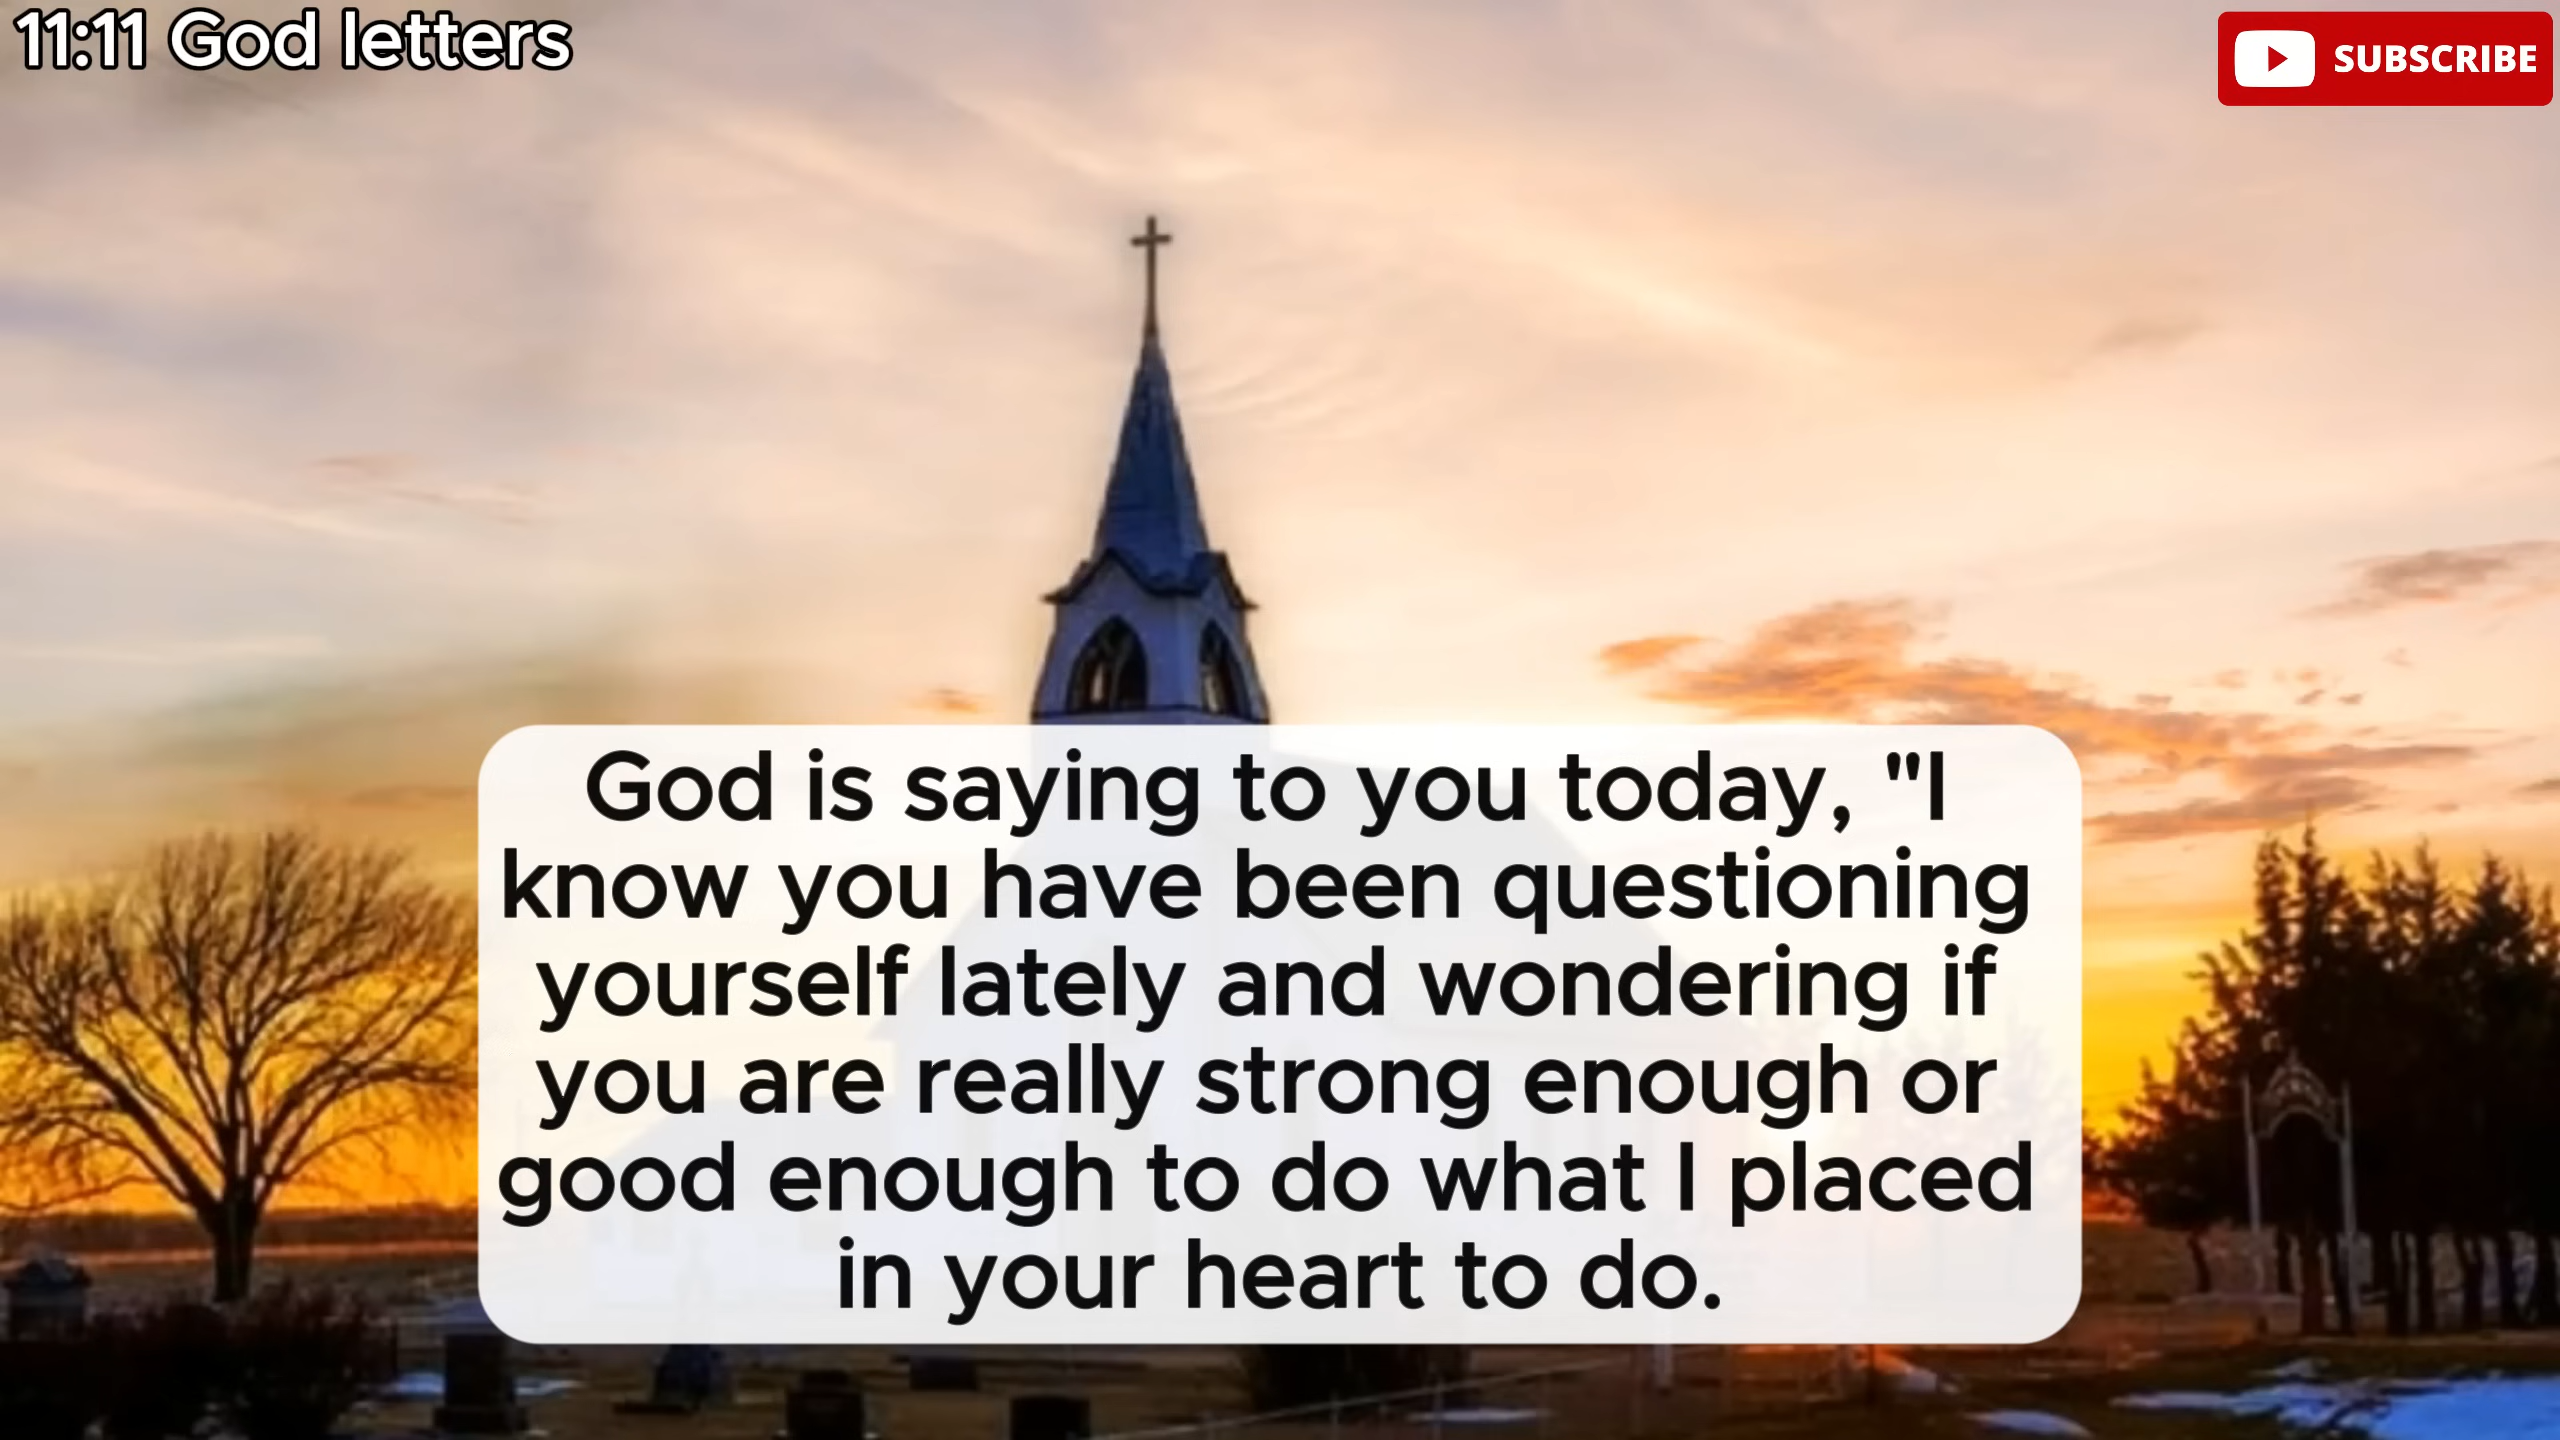 11:11 God letters
SUBSCRIBE
God is saying to you today, "I
know you have been questioning
yourself lately and wondering if
you are really strong enough or
good enough to do what I placed
in your heart to do.